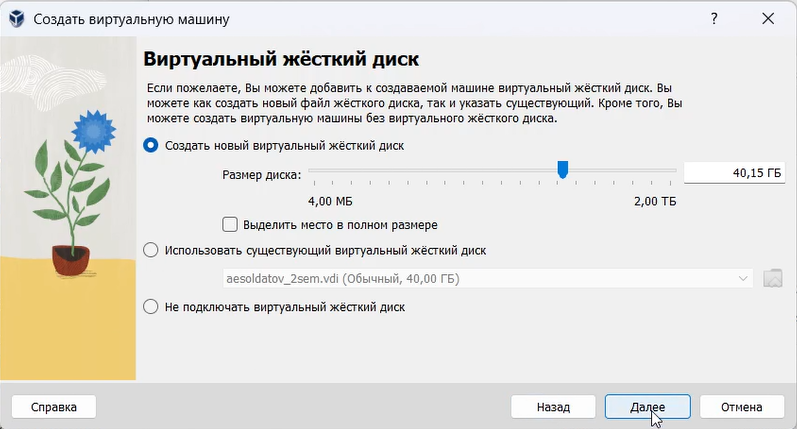 Создать виртуальную машину
?
Виртуальный жёсткий диск
Если пожелаете, Вы можете добавить к создаваемой машине виртуальный жёсткий диск. Вы
можете как создать новый файл жёсткого диска, так и указать существующий. Кроме того, Вы
можете создать виртуальную машины без виртуального жёсткого диска.
Создать новый виртуальный жёсткий диск
Размер диска:
40,15 ГБ
4,00 МБ
2,00 ТБ
Выделить место в полном размере
Использовать существующий виртуальный жёсткий диск
aesoldatov_2sem.vdi (Обычный, 40,00 ГБ)
Не подключать виртуальный жёсткий диск
Справка
Назад
Далее
Отмена